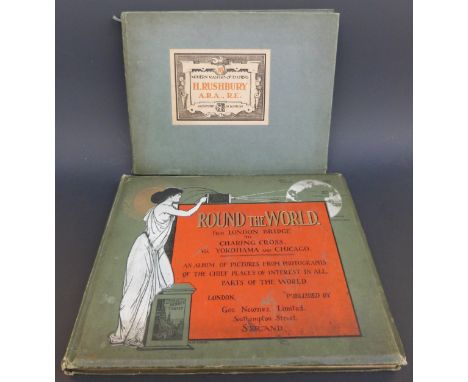 MODERN MASTERS OF ETCHING
H. RUSHBURY
A.R.A., R.E.
ROUND THE WORLD.
FROM LONDON BRIDGE
TO
CHARING CROSS
VIA YOKOHAMA AND CHICAGO.
AN ALBUM OF PICTURES FROM PHOTOGRAPHS
OF THE CHIEF PLACES OF INTEREST IN ALL
PARTS OF THE WORLD
LONDON. PUBLISHED BY
Geo. Newnes Limited.
Southampton Street.
STRAND.